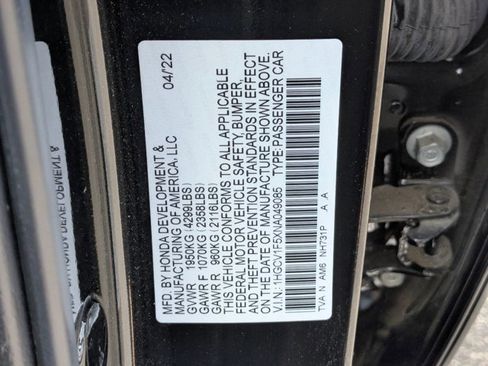 MFD. BY HONDA DEVELOPMENT &
MANUFACTURING OF AMERICA, LLC 04/22
GVWR 1950KG (4299LBS)
GAWR F 1070KG (2358LBS)
GAWR R 960KG (2116LBS)
THIS VEHICLE CONFORMS TO ALL APPLICABLE
FEDERAL MOTOR VEHICLE SAFETY, BUMPER,
AND THEFT PREVENTION STANDARDS IN EFFECT
ON THE DATE OF MANUFACTURE SHOWN ABOVE.
V.I.N.: 1HGCV1F5XNA049085 TYPE:PASSENGER CAR
TVA N AM6 NH731P A A